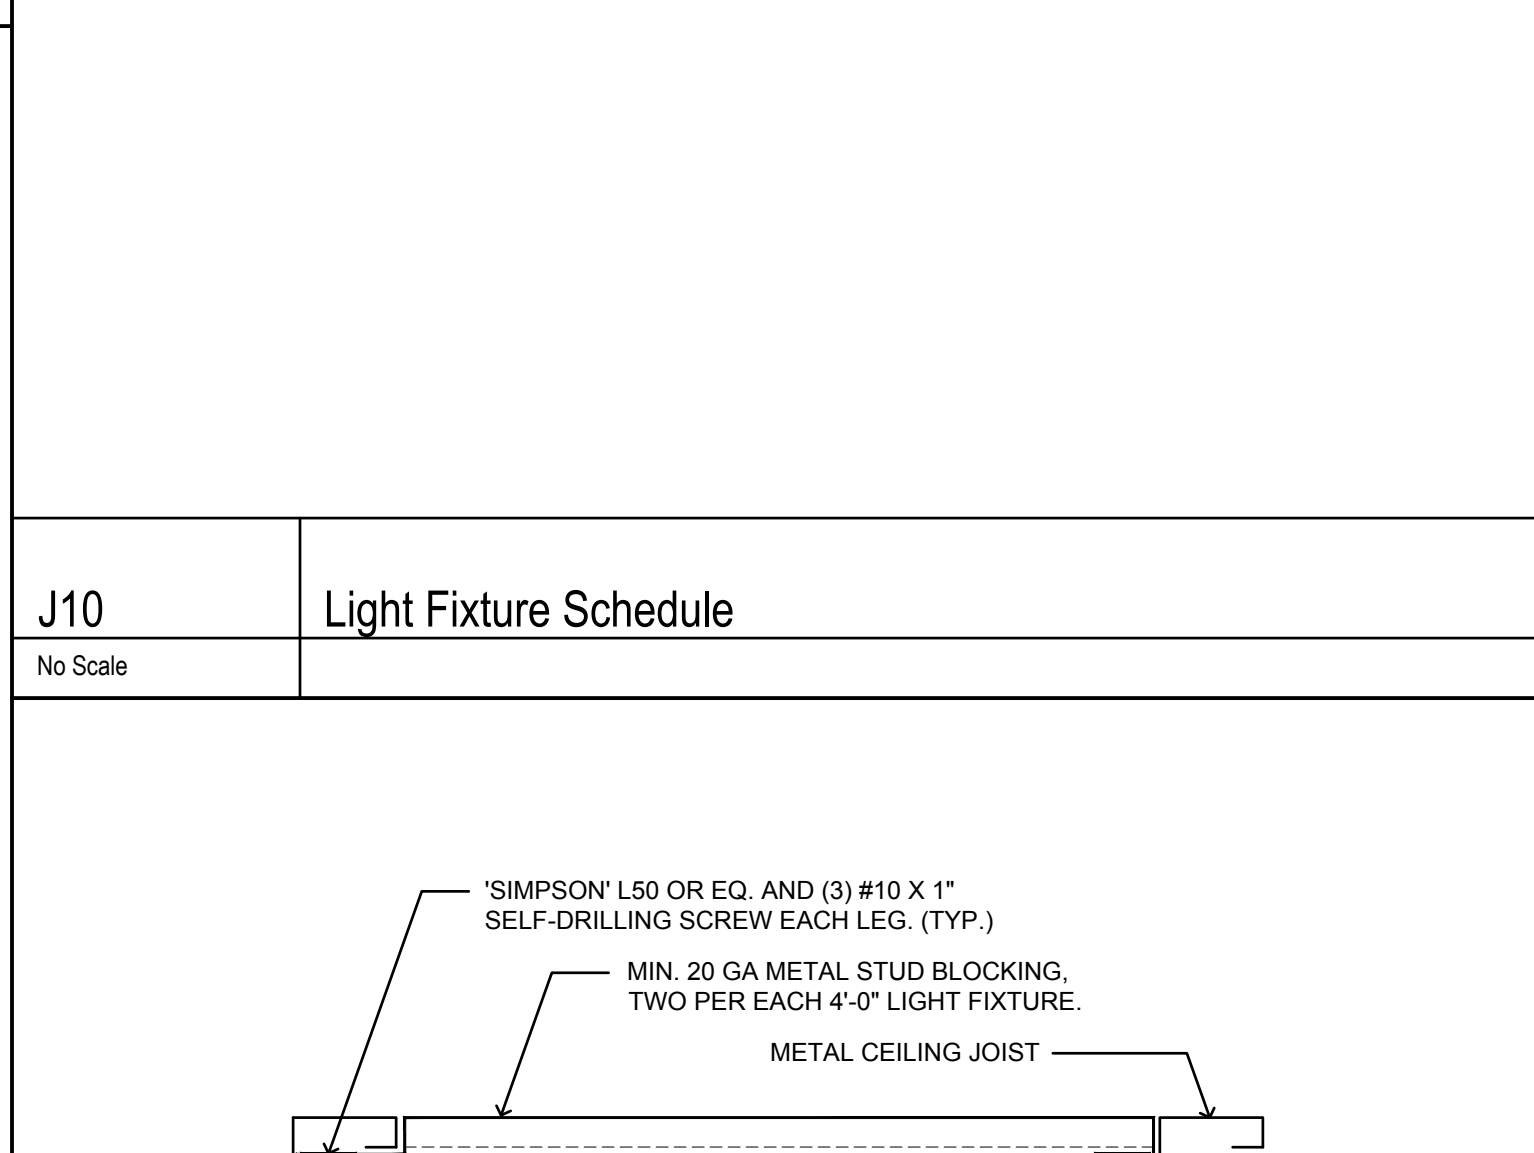 J10
Light Fixture Schedule
No Scale
'SIMPSON' L50 OR EQ. AND (3) #10 X 1"
SELF-DRILLING SCREW EACH LEG. (TYP.)
MIN. 20 GA METAL STUD BLOCKING,
TWO PER EACH 4'-0" LIGHT FIXTURE.
METAL CEILING JOIST